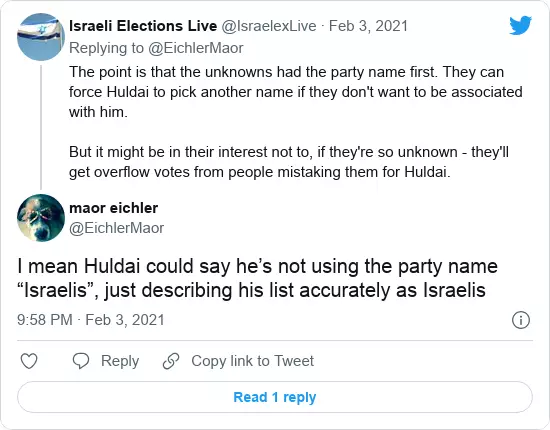 Israeli Elections Live @IsraelexLive · Feb 3, 2021
Replying to @EichlerMaor
The point is that the unknowns had the party name first. They can
force Huldai to pick another name if they don't want to be associated
with him.
But it might be in their interest not to, if they're so unknown - they'll
get overflow votes from people mistaking them for Huldai.
maor eichler
@EichlerMaor
I mean Huldai could say he’s not using the party name
“Israelis”, just describing his list accurately as Israelis
9:58 PM · Feb 3, 2021
Reply
Copy link to Tweet
Read 1 reply